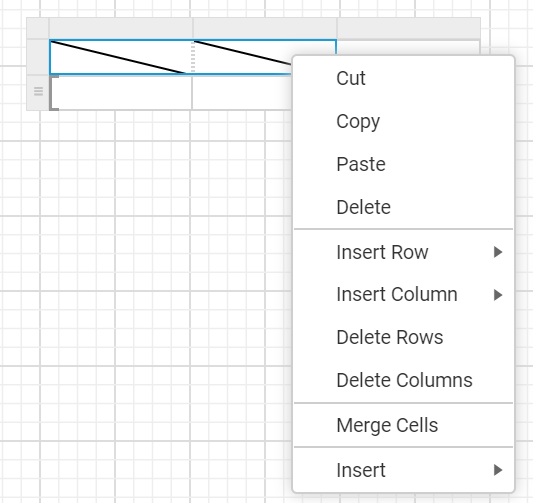 Cut
Copy
Paste
Delete
Insert Row
Insert Column
Delete Rows
Delete Columns
Merge Cells
Insert